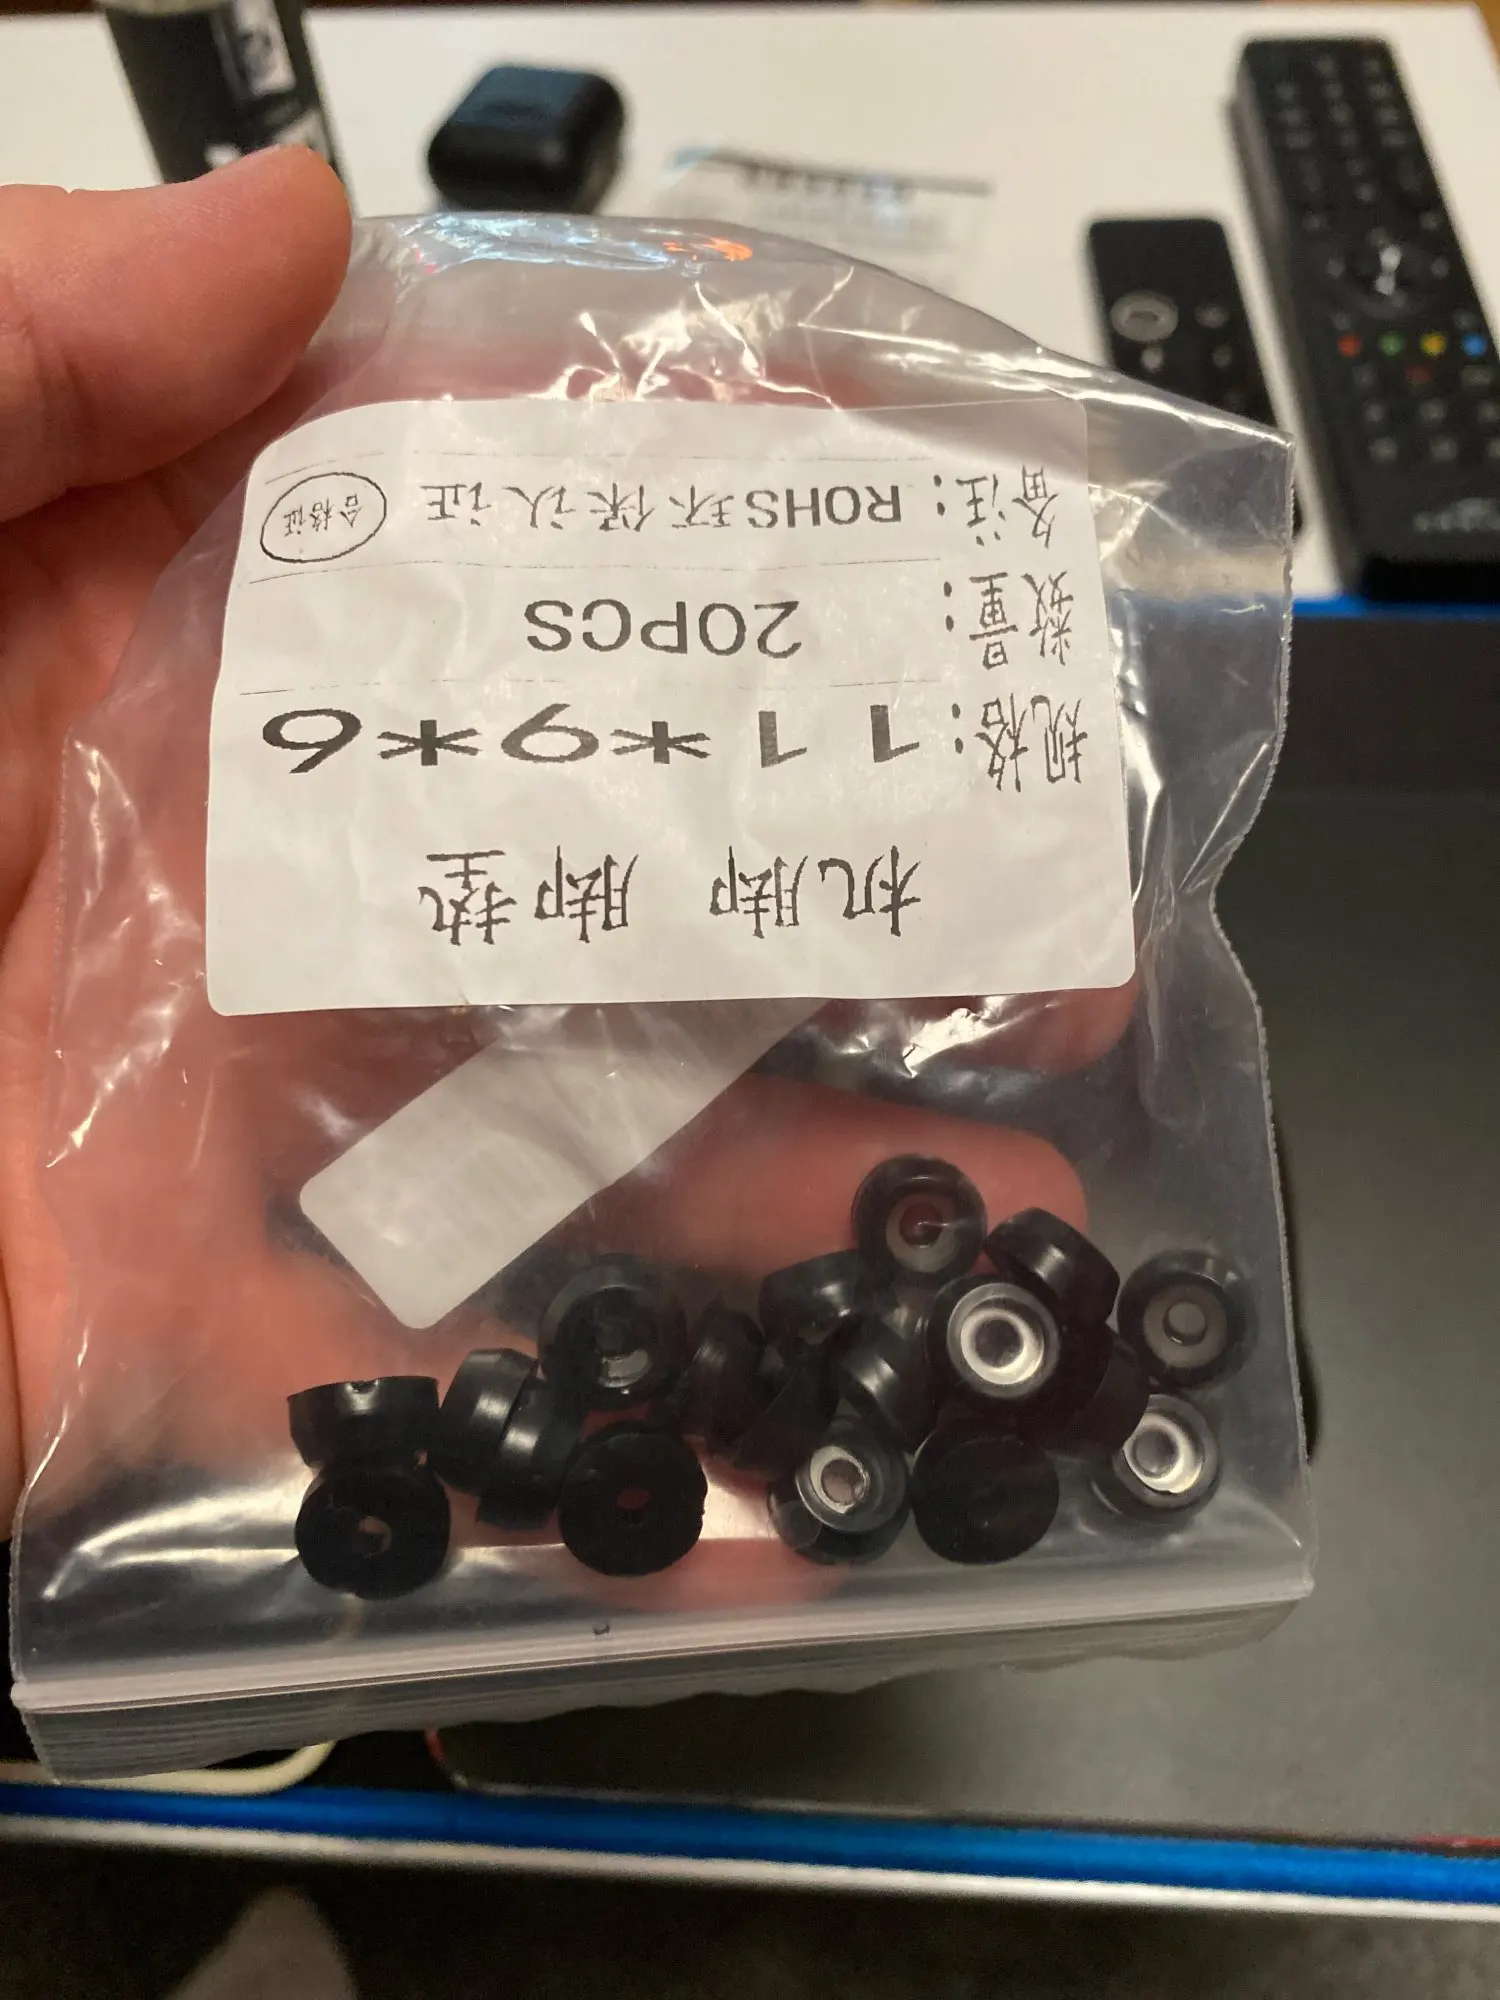 机脚 脚垫
规格: 11*9*6
数量: 20PCS
备注: ROHS环保认证 合格证